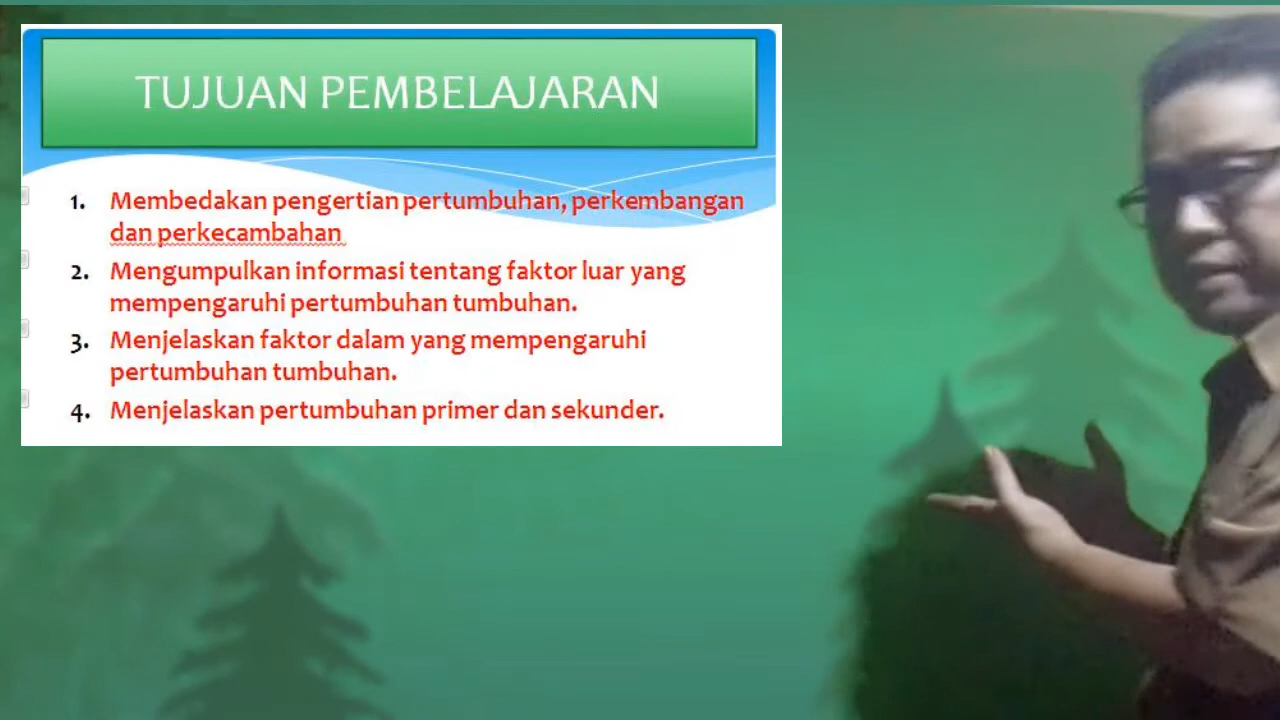 TUJUAN PEMBELAJARAN
1. Membedakan pengertian pertumbuhan, perkembangan
dan perkecambahan
2. Mengumpulkan informasi tentang faktor luar yang
mempengaruhi pertumbuhan tumbuhan.
3. Menjelaskan faktor dalam yang mempengaruhi
pertumbuhan tumbuhan.
4. Menjelaskan pertumbuhan primer dan sekunder.